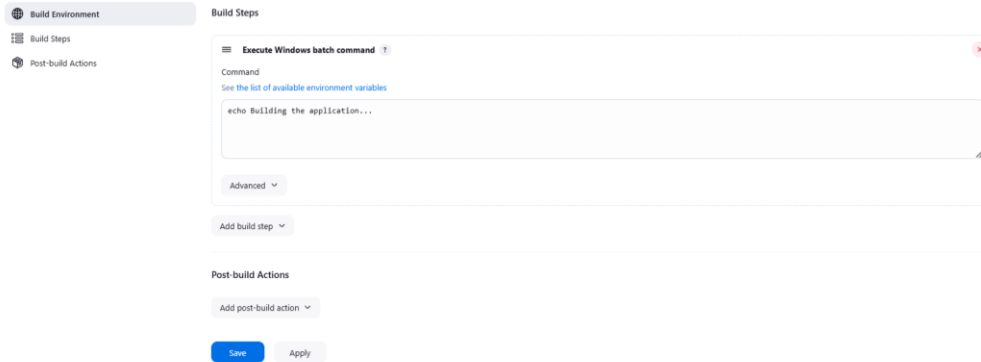 Build Environment
Build Steps
Post-build Actions
Build Steps
Execute Windows batch command ?
Command
See the list of available environment variables
echo Building the application...
Advanced
Add build step
Post-build Actions
Add post-build action
Save
Apply